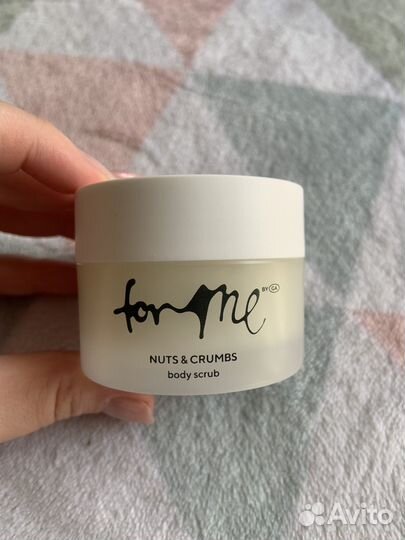 for me
BY GA
NUTS & CRUMBS
body scrub
Avito